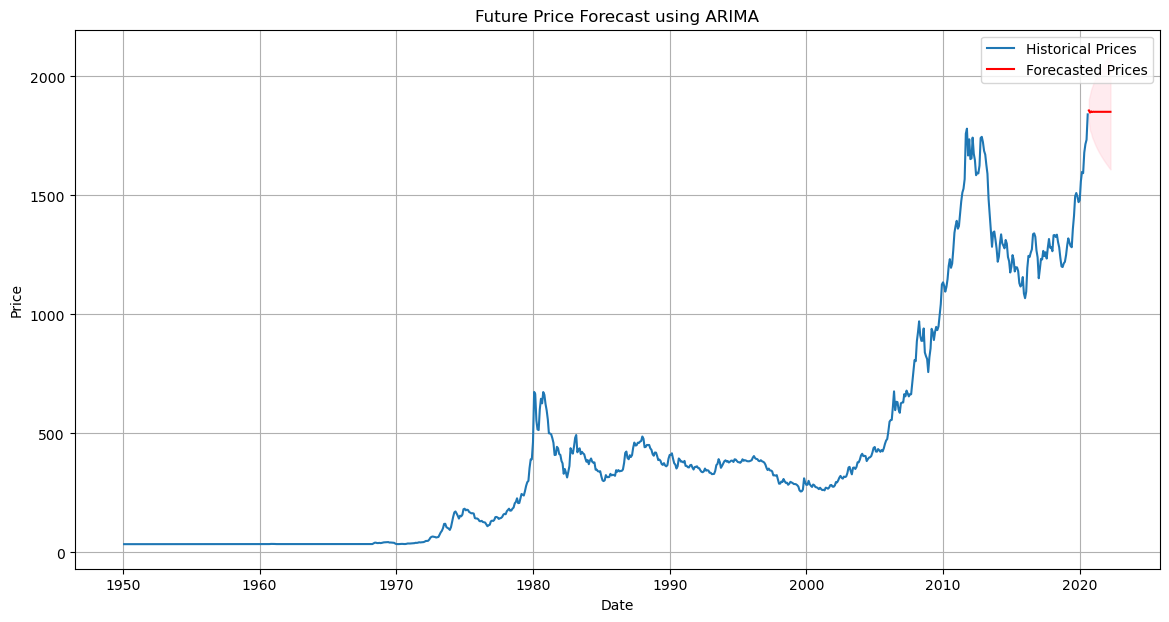 Future Price Forecast using ARIMA
Historical Prices
Forecasted Prices
Price
2000
1500
1000
500
0
1950 1960 1970 1980 1990 2000 2010 2020
Date